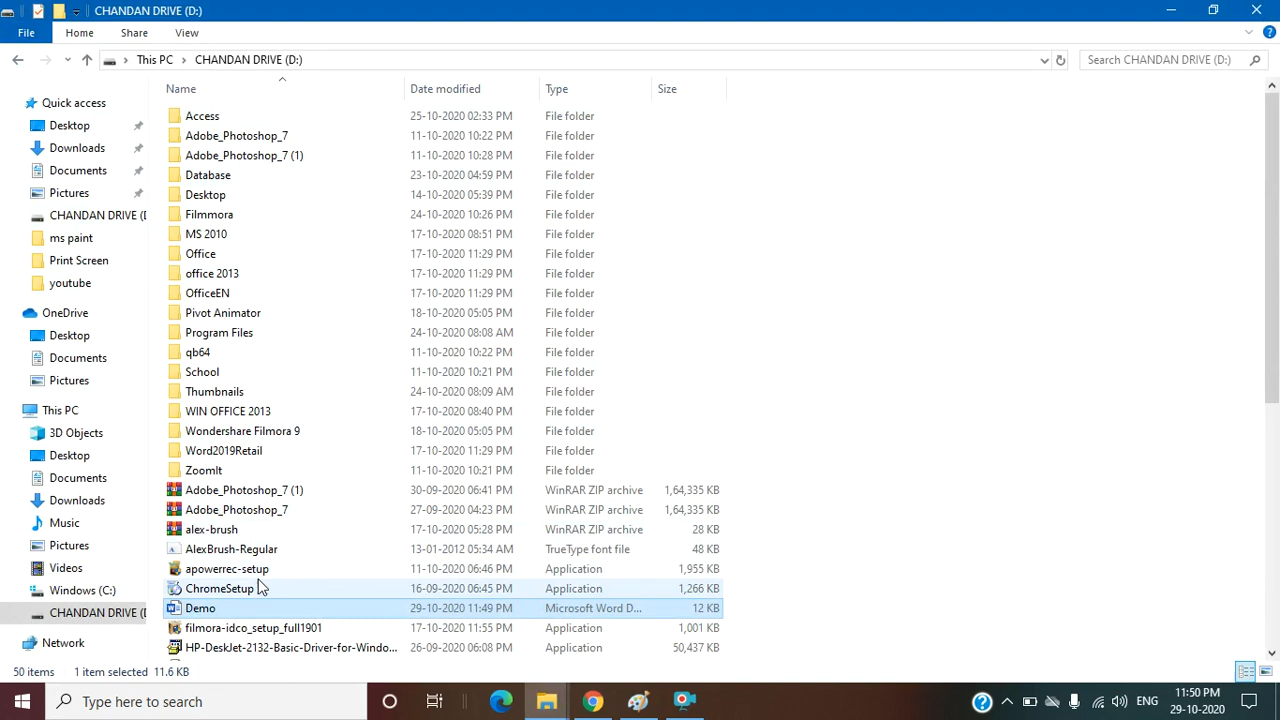 CHANDAN DRIVE (D:)
File Home Share View
This PC CHANDAN DRIVE (D:) Search CHANDAN DRIVE (D:)
Name Date modified Type Size
Quick access
Desktop
Downloads
Documents
Pictures
CHANDAN DRIVE (D
ms paint
Print Screen
youtube
OneDrive
Desktop
Documents
Pictures
This PC
3D Objects
Desktop
Documents
Downloads
Music
Pictures
Videos
Windows (C:)
CHANDAN DRIVE (D
Network
Access 25-10-2020 02:33 PM File folder
Adobe_Photoshop_7 11-10-2020 10:22 PM File folder
Adobe_Photoshop_7 (1) 11-10-2020 10:28 PM File folder
Database 23-10-2020 04:59 PM File folder
Desktop 14-10-2020 05:39 PM File folder
Filmmora 24-10-2020 10:26 PM File folder
MS 2010 17-10-2020 08:51 PM File folder
Office 17-10-2020 11:29 PM File folder
office 2013 17-10-2020 11:29 PM File folder
OfficeEN 17-10-2020 11:29 PM File folder
Pivot Animator 18-10-2020 05:05 PM File folder
Program Files 24-10-2020 08:08 AM File folder
qb64 11-10-2020 10:22 PM File folder
School 11-10-2020 10:21 PM File folder
Thumbnails 24-10-2020 08:09 AM File folder
WIN OFFICE 2013 17-10-2020 08:40 PM File folder
Wondershare Filmora 9 18-10-2020 05:05 PM File folder
Word2019Retail 17-10-2020 11:29 PM File folder
ZoomIt 11-10-2020 10:21 PM File folder
Adobe_Photoshop_7 (1) 30-09-2020 06:41 PM WinRAR ZIP archive 1,64,335 KB
Adobe_Photoshop_7 27-09-2020 04:23 PM WinRAR ZIP archive 1,64,335 KB
alex-brush 17-10-2020 05:28 PM WinRAR ZIP archive 28 KB
AlexBrush-Regular 13-01-2012 05:34 AM TrueType font file 48 KB
apowerrec-setup 11-10-2020 06:46 PM Application 1,955 KB
ChromeSetup 16-09-2020 06:45 PM Application 1,266 KB
Demo 29-10-2020 11:49 PM Microsoft Word D... 12 KB
filmora-idco_setup_full1901 17-10-2020 11:55 PM Application 1,001 KB
HP-DeskJet-2132-Basic-Driver-for-Windo... 26-09-2020 06:08 PM Application 50,437 KB
50 items 1 item selected 11.6 KB
Type here to search
ENG
11:50 PM
29-10-2020